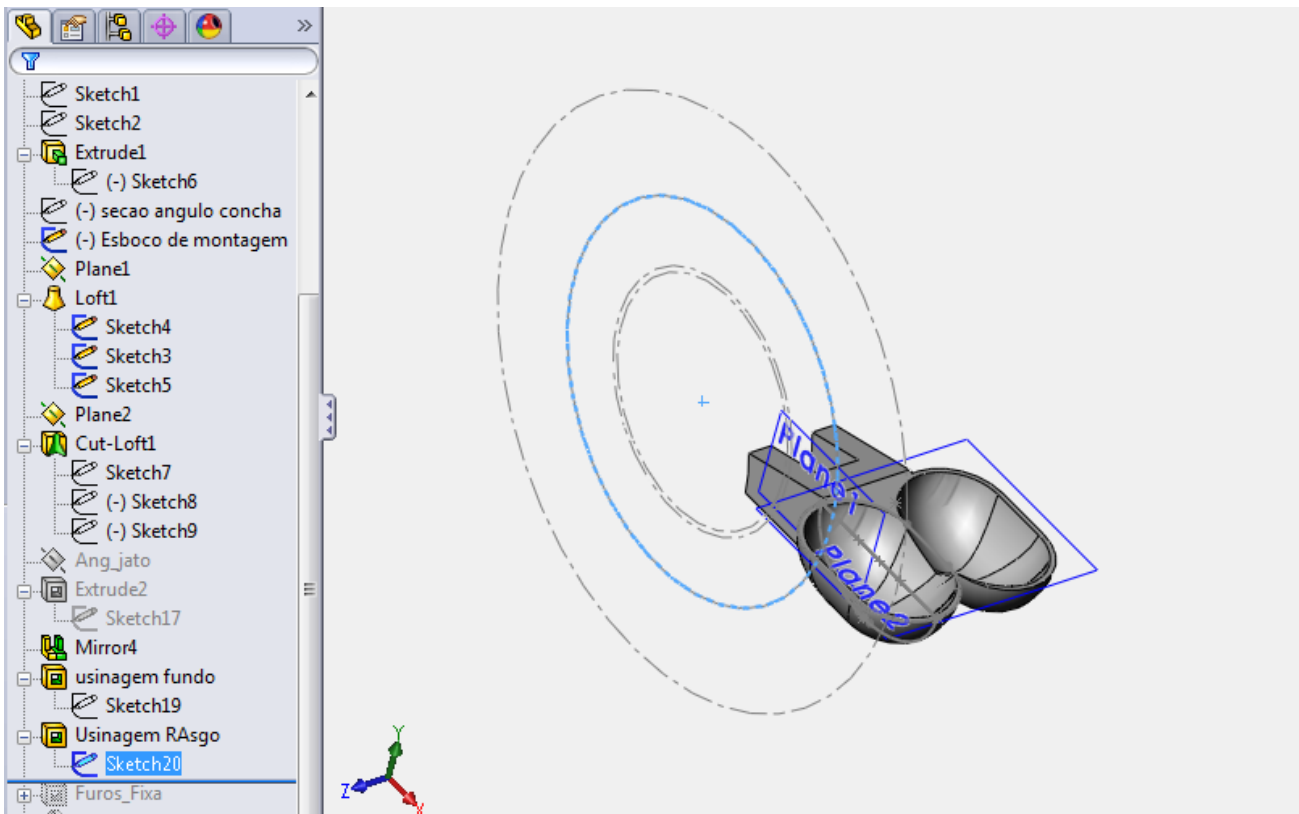 Sketch1
Sketch2
Extrude1
(-) Sketch6
(-) secao angulo concha
(-) Esboco de montagem
Plane1
Loft1
Sketch4
Sketch3
Sketch5
Plane2
Cut-Loft1
Sketch7
(-) Sketch8
(-) Sketch9
Ang_jato
Extrude2
Sketch17
Mirror4
usinagem fundo
Sketch19
Usinagem RAsgo
Sketch20
Furos_Fixa
Plane1
Plane2
Y
Z
X